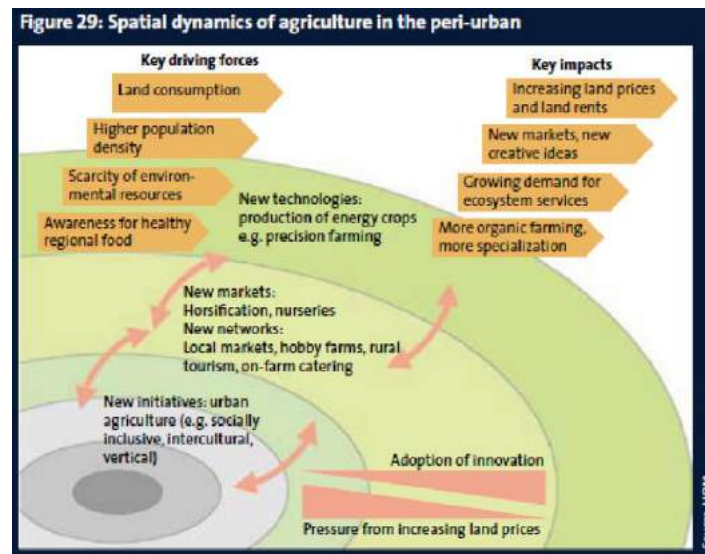 Figure 29: Spatial dynamics of agriculture in the peri-urban
Key driving forces
Land consumption
Higher population
density
Scarcity of environ-
mental resources
Awareness for healthy
regional food
Key impacts
Increasing land prices
and land rents
New markets, new
creative ideas
Growing demand for
ecosystem services
More organic farming,
more specialization
New technologies:
production of energy crops
e.g. precision farming
New markets:
Horsification, nurseries
New networks:
Local markets, hobby farms, rural
tourism, on-farm catering
New initiatives: urban
agriculture (e.g. socially
inclusive, intercultural,
vertical)
Adoption of innovation
Pressure from increasing land prices